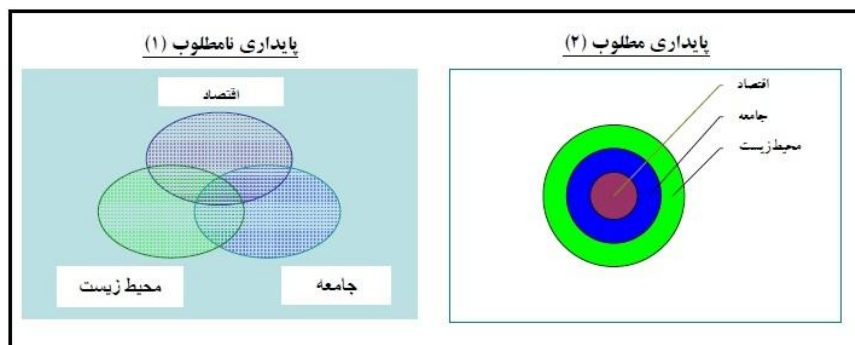 پایداری مطلوب (۲)
اقتصاد
جامعه
محیط زیست
پایداری نامطلوب (۱)
اقتصاد
جامعه
محیط زیست